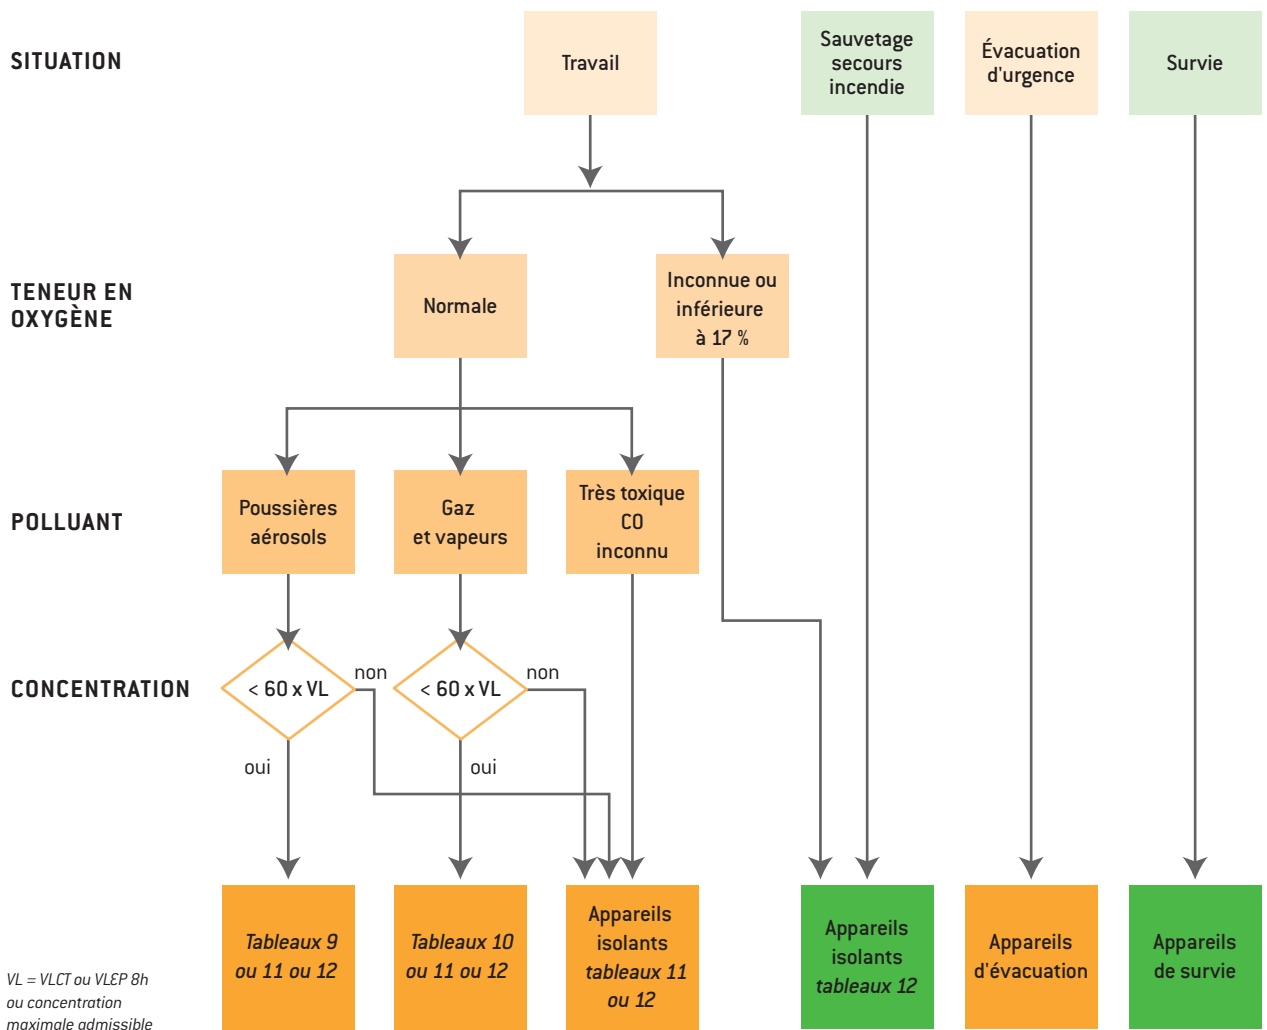 SITUATION
Travail
Sauvetage
secours
incendie
Évacuation
d'urgence
Survie
TENEUR EN
OXYGÈNE
Normale
Inconnue ou
inférieure
à 17 %
POLLUANT
Poussières
aérosols
Gaz
et vapeurs
Très toxique
CO
inconnu
CONCENTRATION
< 60 x VL
non
< 60 x VL
non
oui
oui
Tableaux 9
ou 11 ou 12
Tableaux 10
ou 11 ou 12
Appareils
isolants
tableaux 11
ou 12
Appareils
isolants
tableaux 12
Appareils
d'évacuation
Appareils
de survie
VL = VLCT ou VLEP 8h
ou concentration
maximale admissible